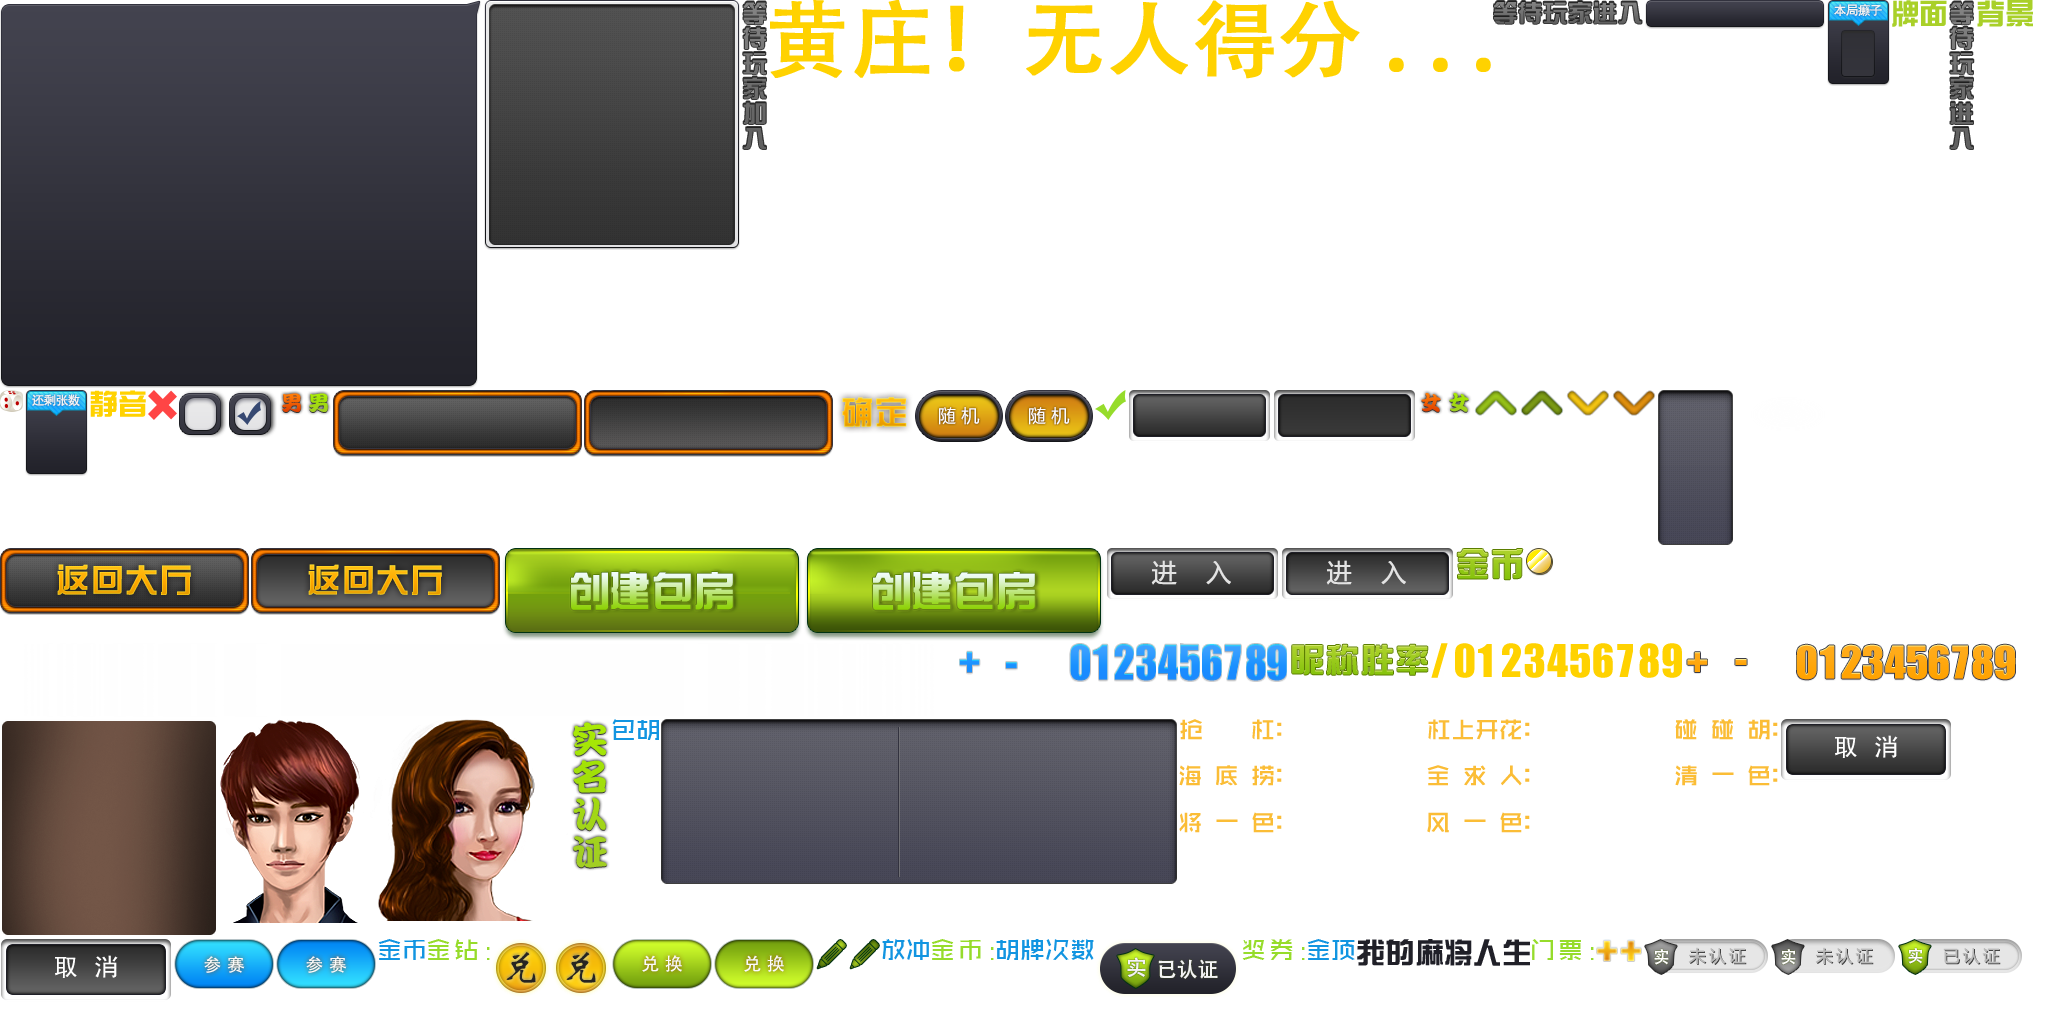 等待玩家加入
黄庄！无人得分...
等待玩家进入
本局癞子
牌面
等待玩家进入
背景
还剩张数
静音
男
男
确定
随机
随机
女
女
返回大厅
返回大厅
创建包房
创建包房
进 入
进 入
金币
+ - 0123456789
昵称胜率
/0123456789
+ - 0123456789
实名认证
包胡
抢 杠:
杠上开花:
碰碰胡:
海底捞:
全求人:
清一色:
将一色:
风一色:
取 消
取 消
参赛
参赛
金币
金钻:
兑
兑
兑换
兑换
放冲
金币:
胡牌次数
实 已认证
奖券:
金顶
我的麻将人生
门票:
++
实 未认证
实 未认证
实 已认证